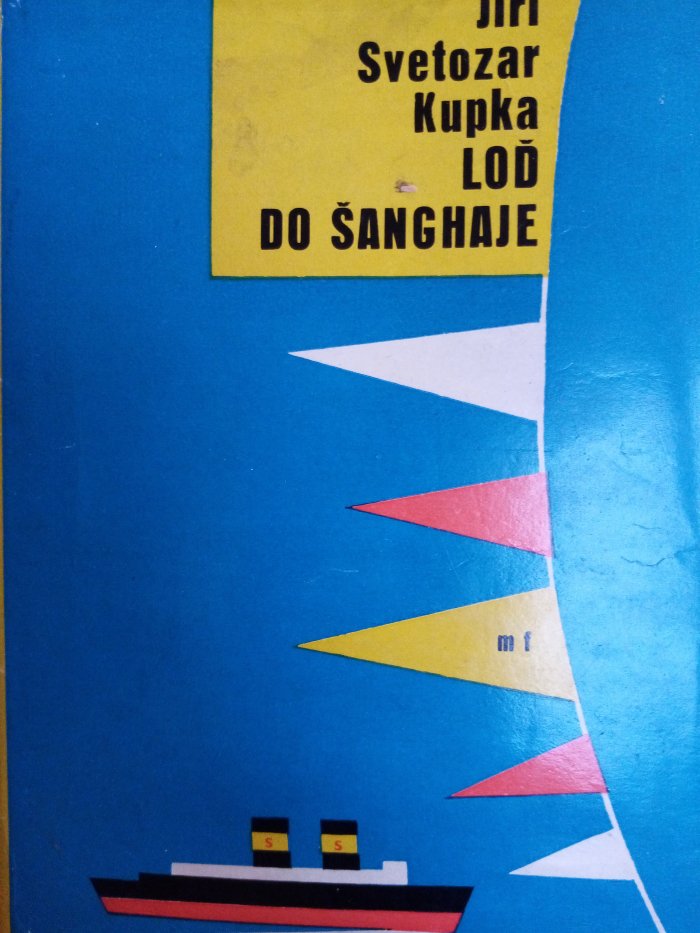 Jiří
Svetozar
Kupka
LOĎ
DO ŠANGHAJE
m f
S S